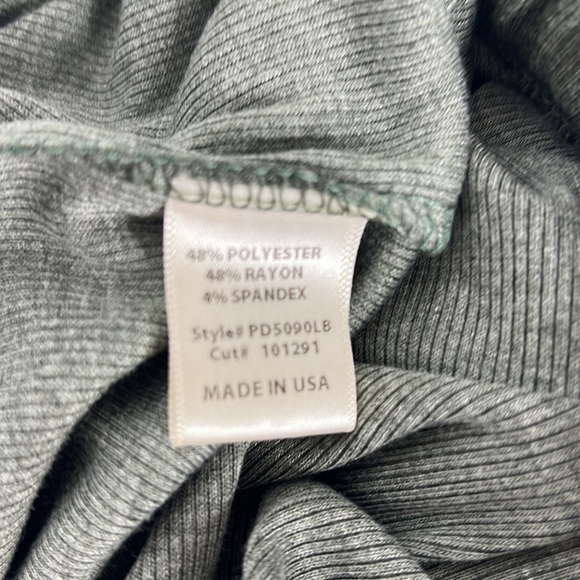 48% POLYESTER
48% RAYON
4% SPANDEX
Style# PD5090LB
Cut# 101291
MADE IN USA